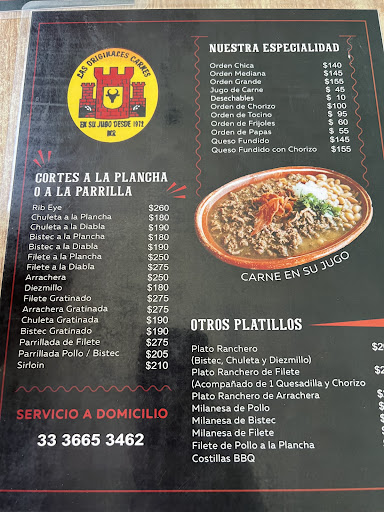 LAS ORIGINALES CARNES
EN SU JUGO DESDE 1972
NUESTRA ESPECIALIDAD
Orden Chica $140
Orden Mediana $145
Orden Grande $155
Jugo de Carne $ 45
Desechables $ 10
Orden de Chorizo $100
Orden de Tocino $ 95
Orden de Frijoles $ 60
Orden de Papas $ 55
Queso Fundido $145
Queso Fundido con Chorizo $155
CARNE EN SU JUGO
CORTES A LA PLANCHA
O A LA PARRILLA
Rib Eye $260
Chuleta a la Plancha $180
Chuleta a la Diabla $190
Bistec a la Plancha $180
Bistec a la Diabla $190
Filete a la Plancha $250
Filete a la Diabla $275
Arrachera $250
Diezmillo $180
Filete Gratinado $275
Arrachera Gratinada $275
Chuleta Gratinada $190
Bistec Gratinado $190
Parrillada de Filete $275
Parrillada Pollo / Bistec $205
Sirloin $210
SERVICIO A DOMICILIO
33 3665 3462
OTROS PLATILLOS
Plato Ranchero
(Bistec, Chuleta y Diezmillo)
Plato Ranchero de Filete
(Acompañado de 1 Quesadilla y Chorizo
Plato Ranchero de Arrachera
Milanesa de Pollo
Milanesa de Bistec
Milanesa de Filete
Filete de Pollo a la Plancha
Costillas BBQ